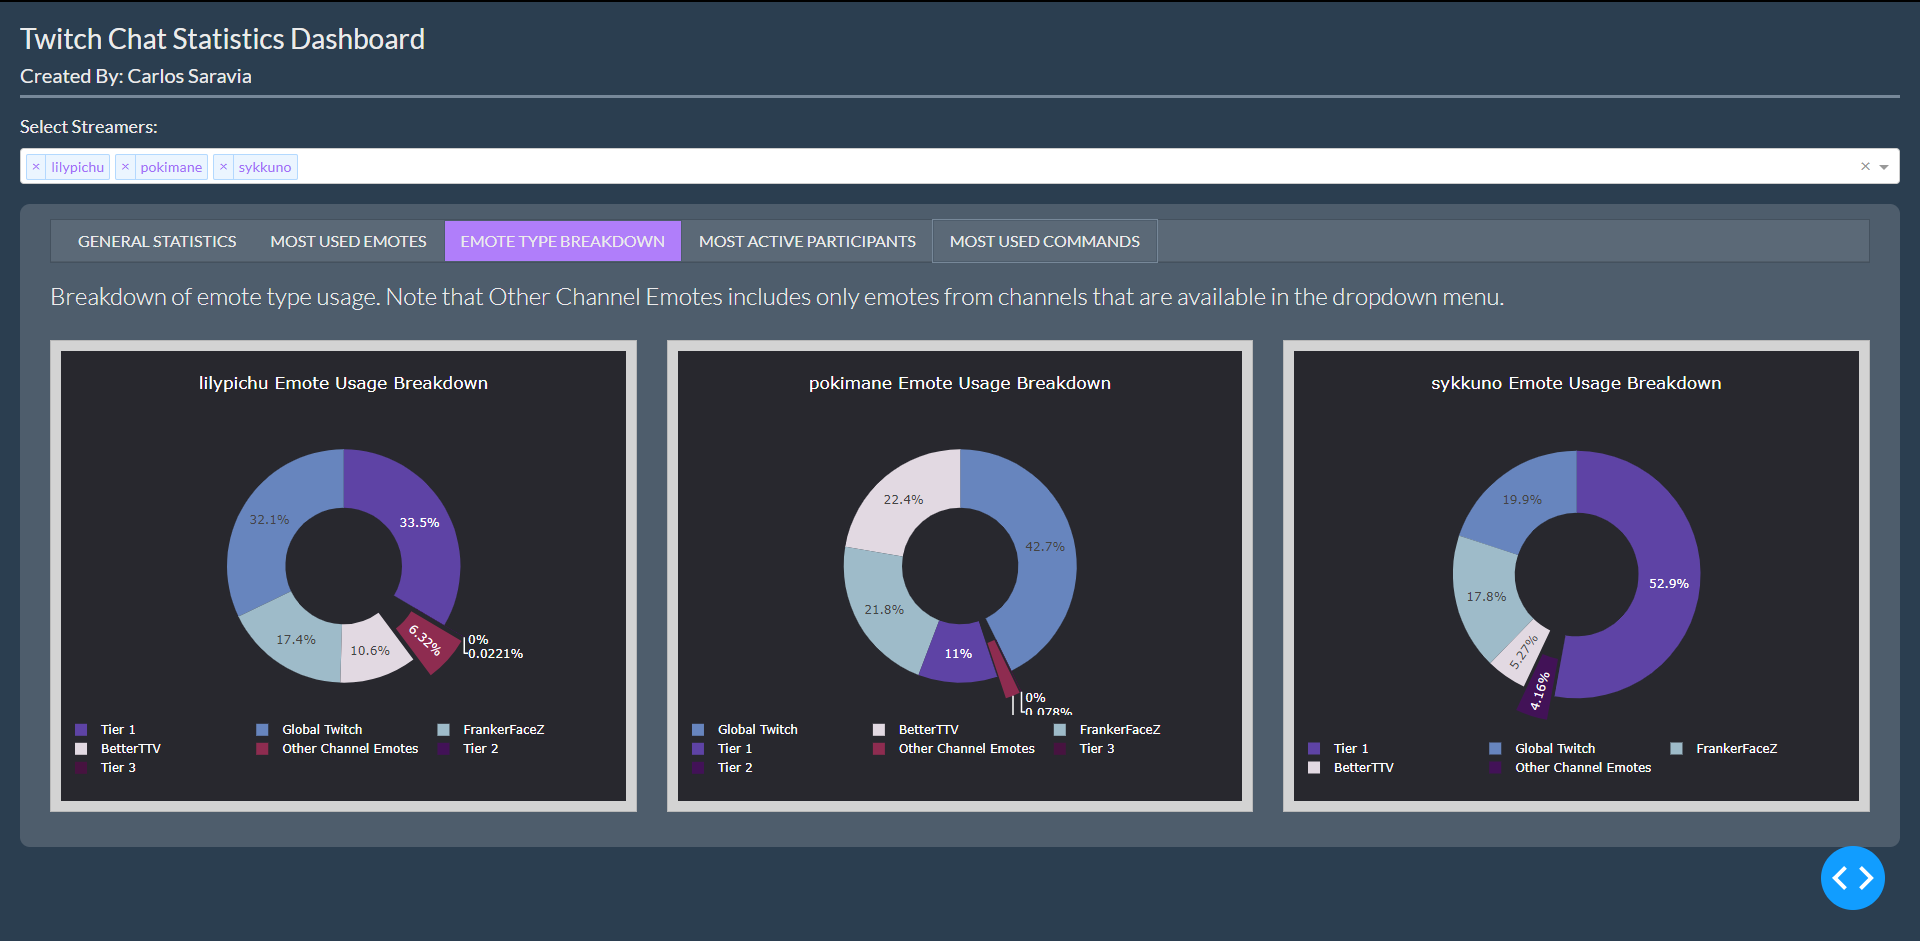 Twitch Chat Statistics Dashboard
Created By: Carlos Saravia
Select Streamers:
× lilypichu × pokimane × sykkuno ×
GENERAL STATISTICS MOST USED EMOTES EMOTE TYPE BREAKDOWN MOST ACTIVE PARTICIPANTS MOST USED COMMANDS
Breakdown of emote type usage. Note that Other Channel Emotes includes only emotes from channels that are available in the dropdown menu.
lilypichu Emote Usage Breakdown
32.1%
33.5%
17.4%
10.6%
6.32%
0%
0.0221%
Tier 1 Global Twitch FrankerFaceZ
BetterTTV Other Channel Emotes Tier 2
Tier 3
pokimane Emote Usage Breakdown
22.4%
42.7%
21.8%
11%
0%
0.078%
Global Twitch BetterTTV FrankerFaceZ
Tier 1 Other Channel Emotes Tier 3
Tier 2
sykkuno Emote Usage Breakdown
19.9%
52.9%
17.8%
5.27%
4.16%
Tier 1 Global Twitch FrankerFaceZ
BetterTTV Other Channel Emotes